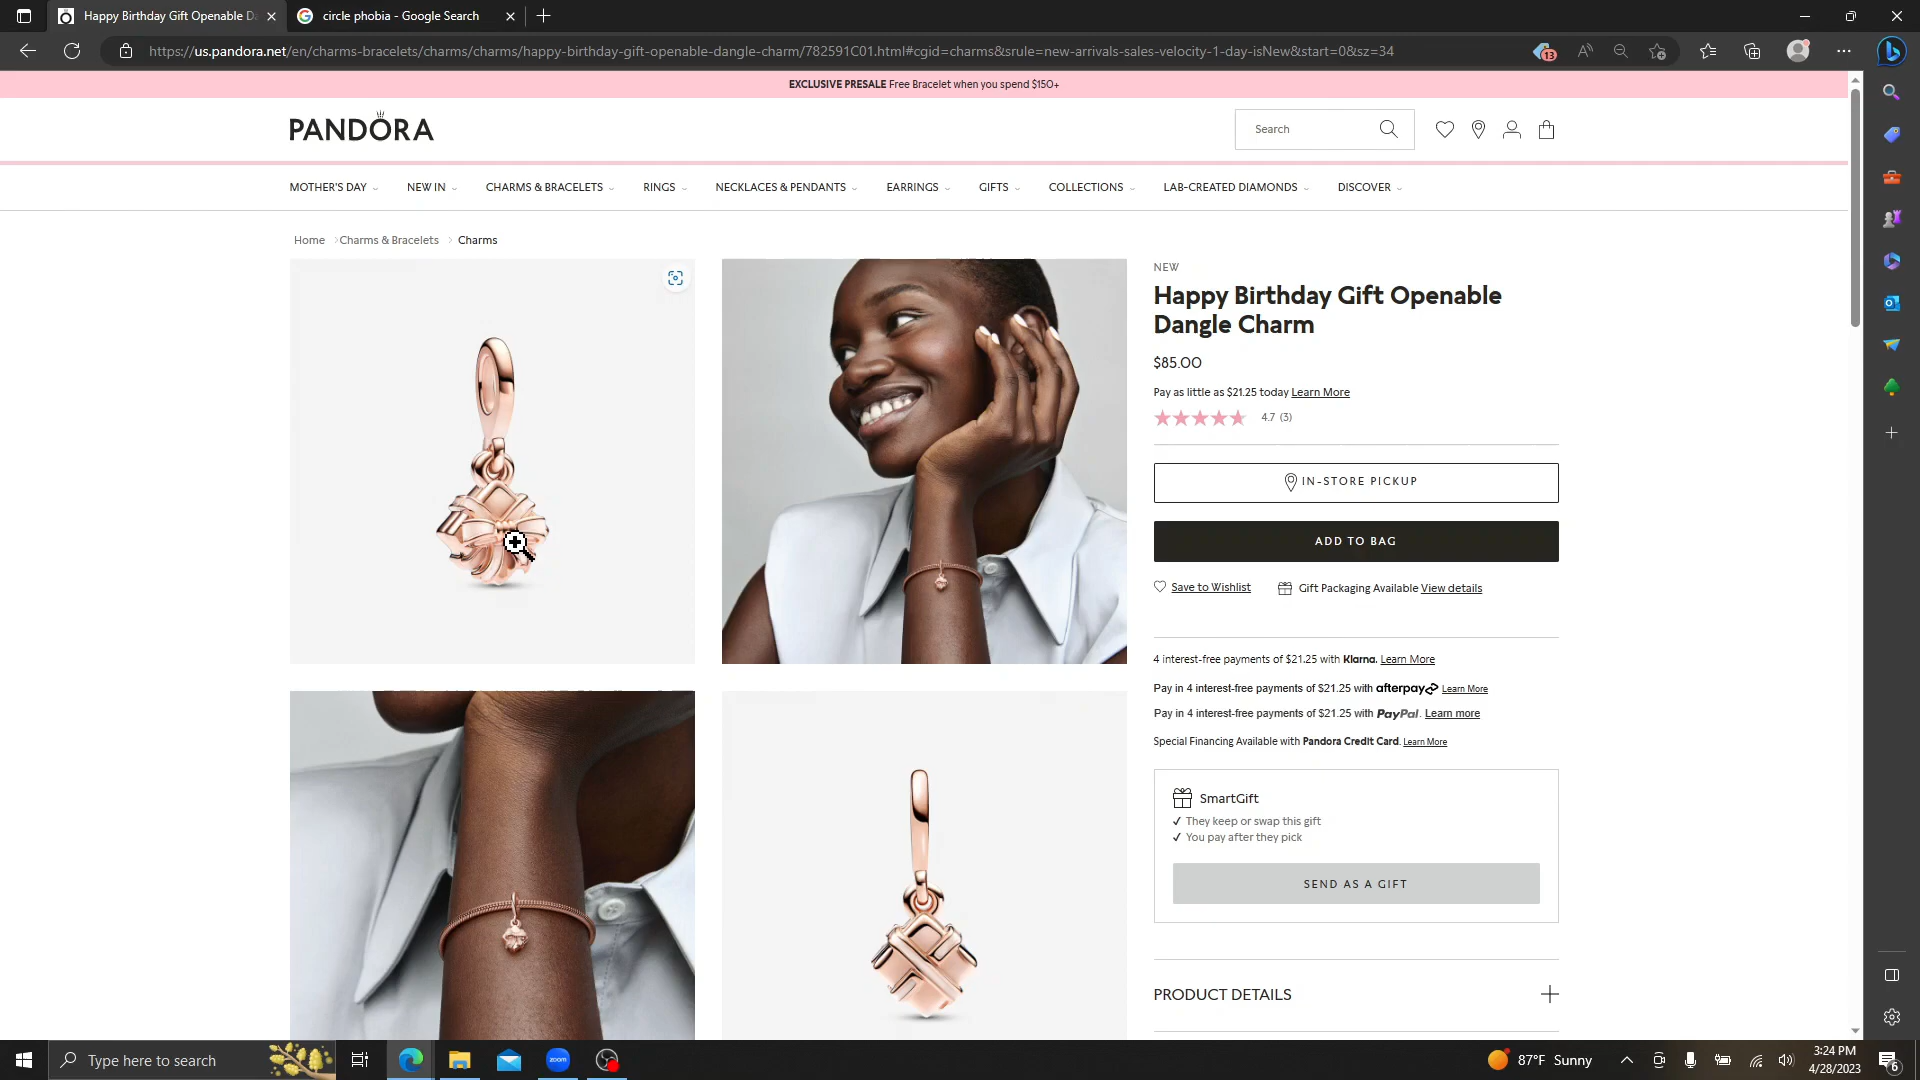 Happy Birthday Gift Openable D
circle phobia - Google Search
https://us.pandora.net/en/charms-bracelets/charms/charms/happy-birthday-gift-openable-dangle-charm/782591C01.html#cgid=charms&srule=new-arrivals-sales-velocity-1-day-isNew&start=0&sz=34
13
EXCLUSIVE PRESALE Free Bracelet when you spend $150+
PANDORA
Search
MOTHER'S DAY NEW IN CHARMS & BRACELETS RINGS NECKLACES & PENDANTS EARRINGS GIFTS COLLECTIONS LAB-CREATED DIAMONDS DISCOVER
Home > Charms & Bracelets > Charms
NEW
Happy Birthday Gift Openable
Dangle Charm
$85.00
Pay as little as $21.25 today Learn More
4.7 (3)
IN-STORE PICKUP
ADD TO BAG
Save to Wishlist Gift Packaging Available View details
4 interest-free payments of $21.25 with Klarna. Learn More
Pay in 4 interest-free payments of $21.25 with afterpay Learn More
Pay in 4 interest-free payments of $21.25 with PayPal. Learn more
Special Financing Available with Pandora Credit Card. Learn More
SmartGift
✓ They keep or swap this gift
✓ You pay after they pick
SEND AS A GIFT
PRODUCT DETAILS
Type here to search
zoom
87°F Sunny
3:24 PM
4/28/2023
6